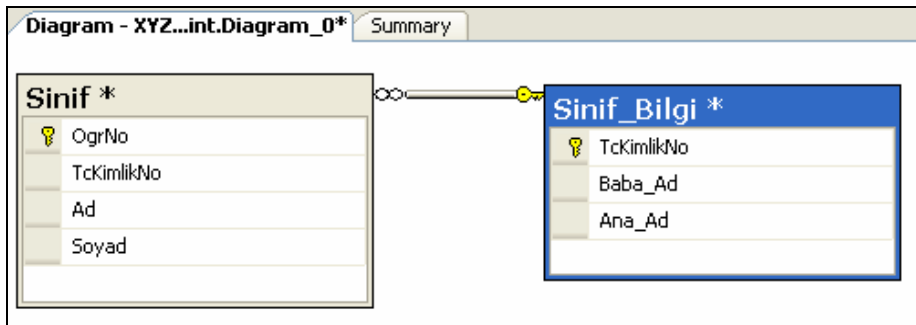 Diagram - XYZ...int.Diagram_0* Summary
Sinif *
OgrNo
TcKimlikNo
Ad
Soyad
Sinif_Bilgi *
TcKimlikNo
Baba_Ad
Ana_Ad